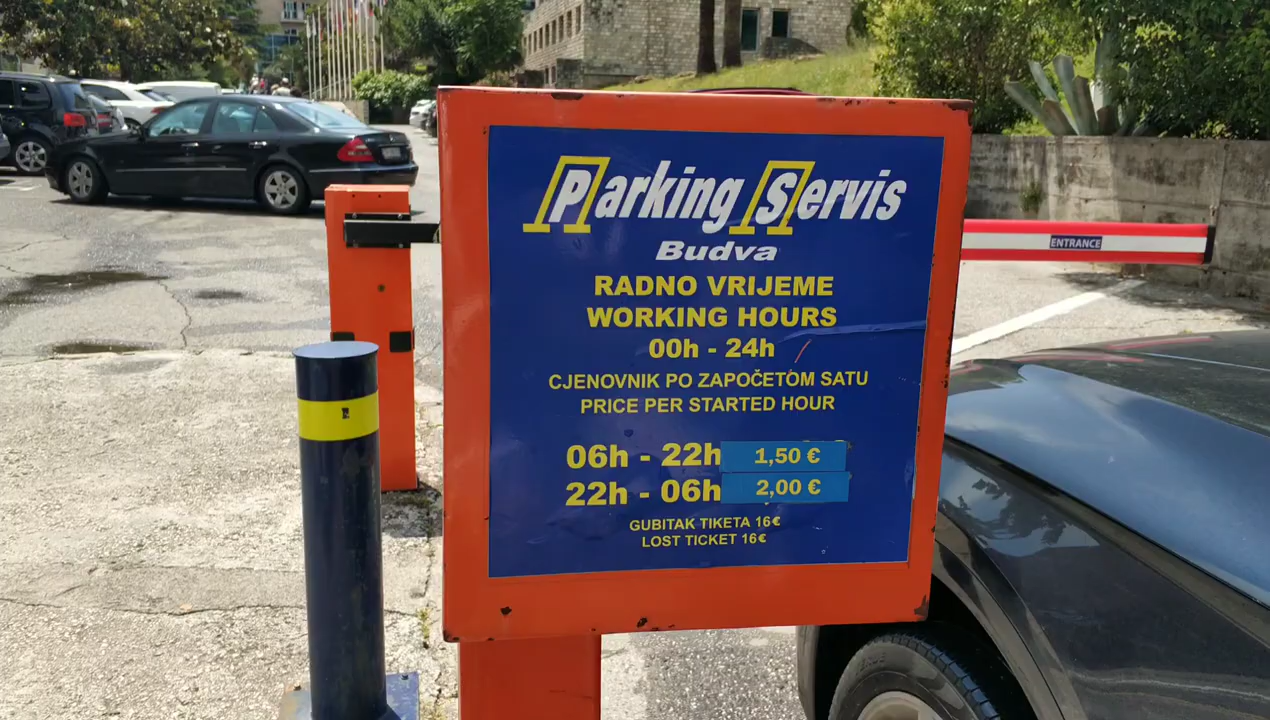 Parking Servis
Budva
RADNO VRIJEME
WORKING HOURS
00h - 24h
CJENOVNIK PO ZAPOČETOM SATU
PRICE PER STARTED HOUR
06h - 22h 1,50 €
22h - 06h 2,00 €
GUBITAK TIKETA 16€
LOST TICKET 16€
ENTRANCE